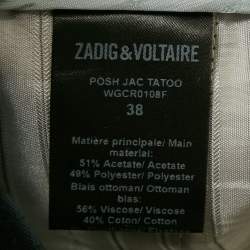 ZADIG&VOLTAIRE
POSH JAC TATOO
WGCR0108F
38
Matière principale/ Main
material:
51% Acetate/ Acetate
49% Polyester/ Polyester
Biais ottoman/ Ottoman
bias:
56% Viscose/ Viscose
40% Coton/ Cotton